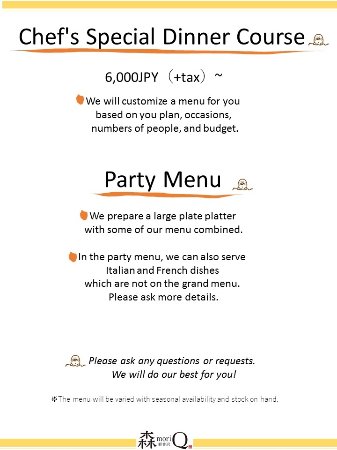 Chef's Special Dinner Course
6,000JPY（+tax）~
We will customize a menu for you
based on you plan, occasions,
numbers of people, and budget.
Party Menu
We prepare a large plate platter
with some of our menu combined.
In the party menu, we can also serve
Italian and French dishes
which are not on the grand menu.
Please ask more details.
Please ask any questions or requests.
We will do our best for you!
※The menu will be varied with seasonal availability and stock on hand.
森 mori Q.